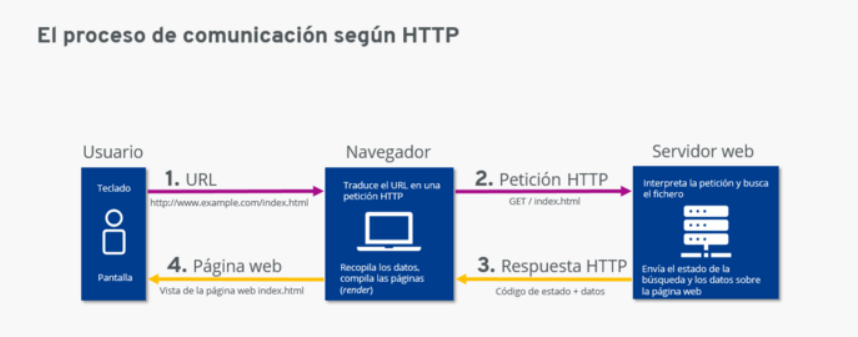 El proceso de comunicación según HTTP
Usuario
Navegador
Servidor web
Teclado
Pantalla
1. URL
http://www.example.com/index.html
Traduce el URL en una
petición HTTP
2. Petición HTTP
GET / index.html
Interpreta la petición y busca
el fichero
Envía el estado de la
búsqueda y los datos sobre
la página web
3. Respuesta HTTP
Código de estado + datos
Recopila los datos,
compila las páginas
(render)
4. Página web
Vista de la página web index.html